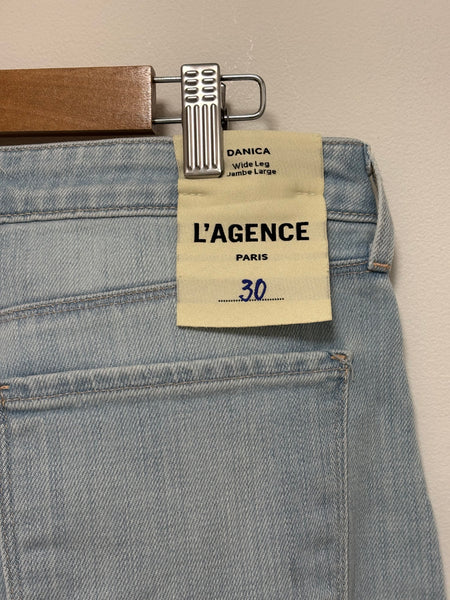 DANICA
Wide Leg
Jambe Large
L'AGENCE
PARIS
30